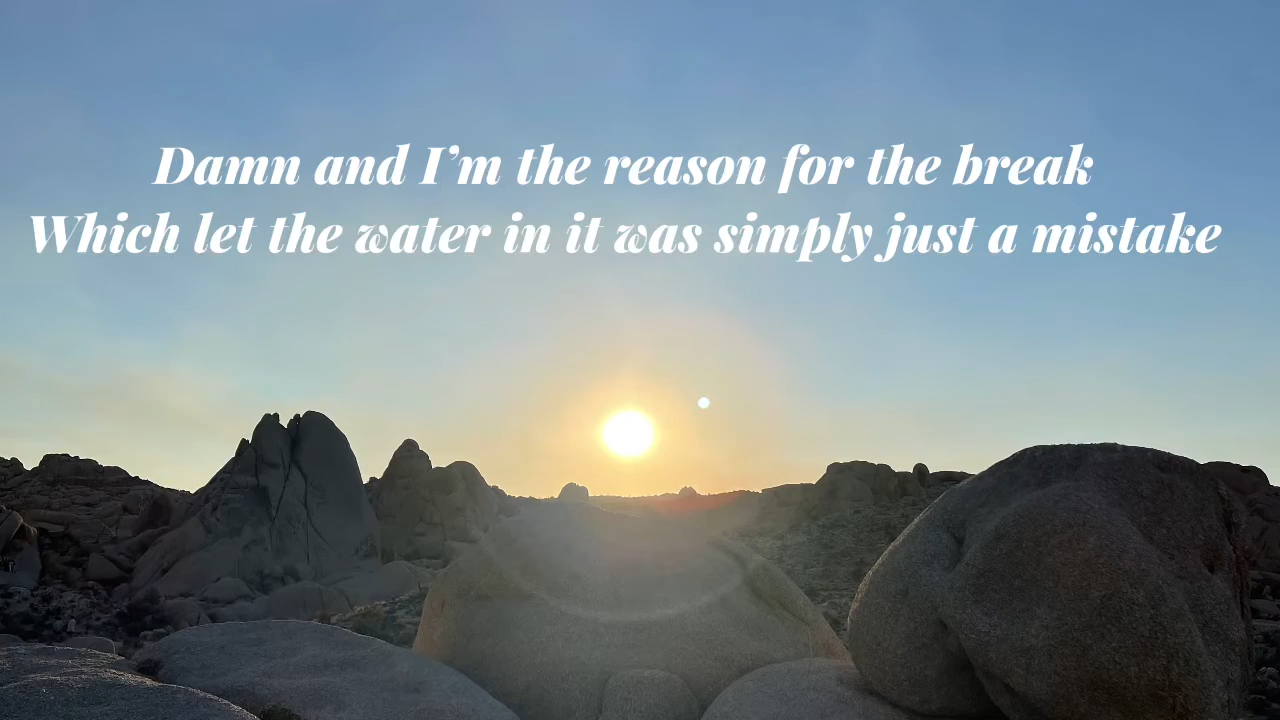 Damn and I’m the reason for the break
Which let the water in it was simply just a mistake